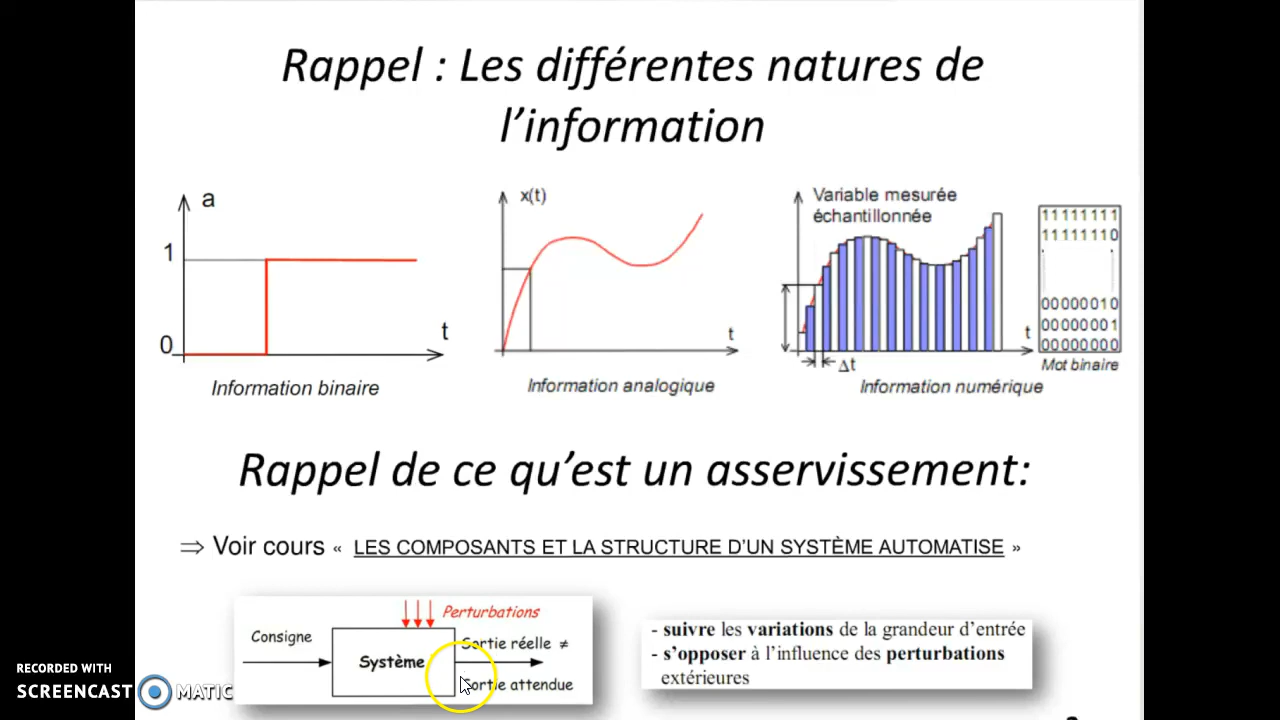 Rappel : Les différentes natures de
l'information
a
1
0
t
Information binaire
x(t)
t
Information analogique
Variable mesurée
échantillonnée
t
Δt
Information numérique
11111111
11111110
00000010
00000001
00000000
Mot binaire
Rappel de ce qu'est un asservissement:
⇒ Voir cours « LES COMPOSANTS ET LA STRUCTURE D'UN SYSTÈME AUTOMATISE »
Perturbations
Consigne
Système
Sortie réelle ≠
Sortie attendue
- suivre les variations de la grandeur d'entrée
- s'opposer à l'influence des perturbations
extérieures
RECORDED WITH
SCREENCAST MATIC